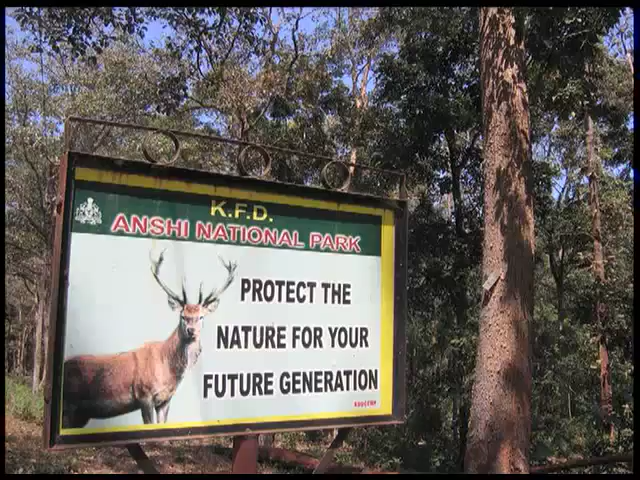 K.F.D.
ANSHI NATIONAL PARK
PROTECT THE
NATURE FOR YOUR
FUTURE GENERATION